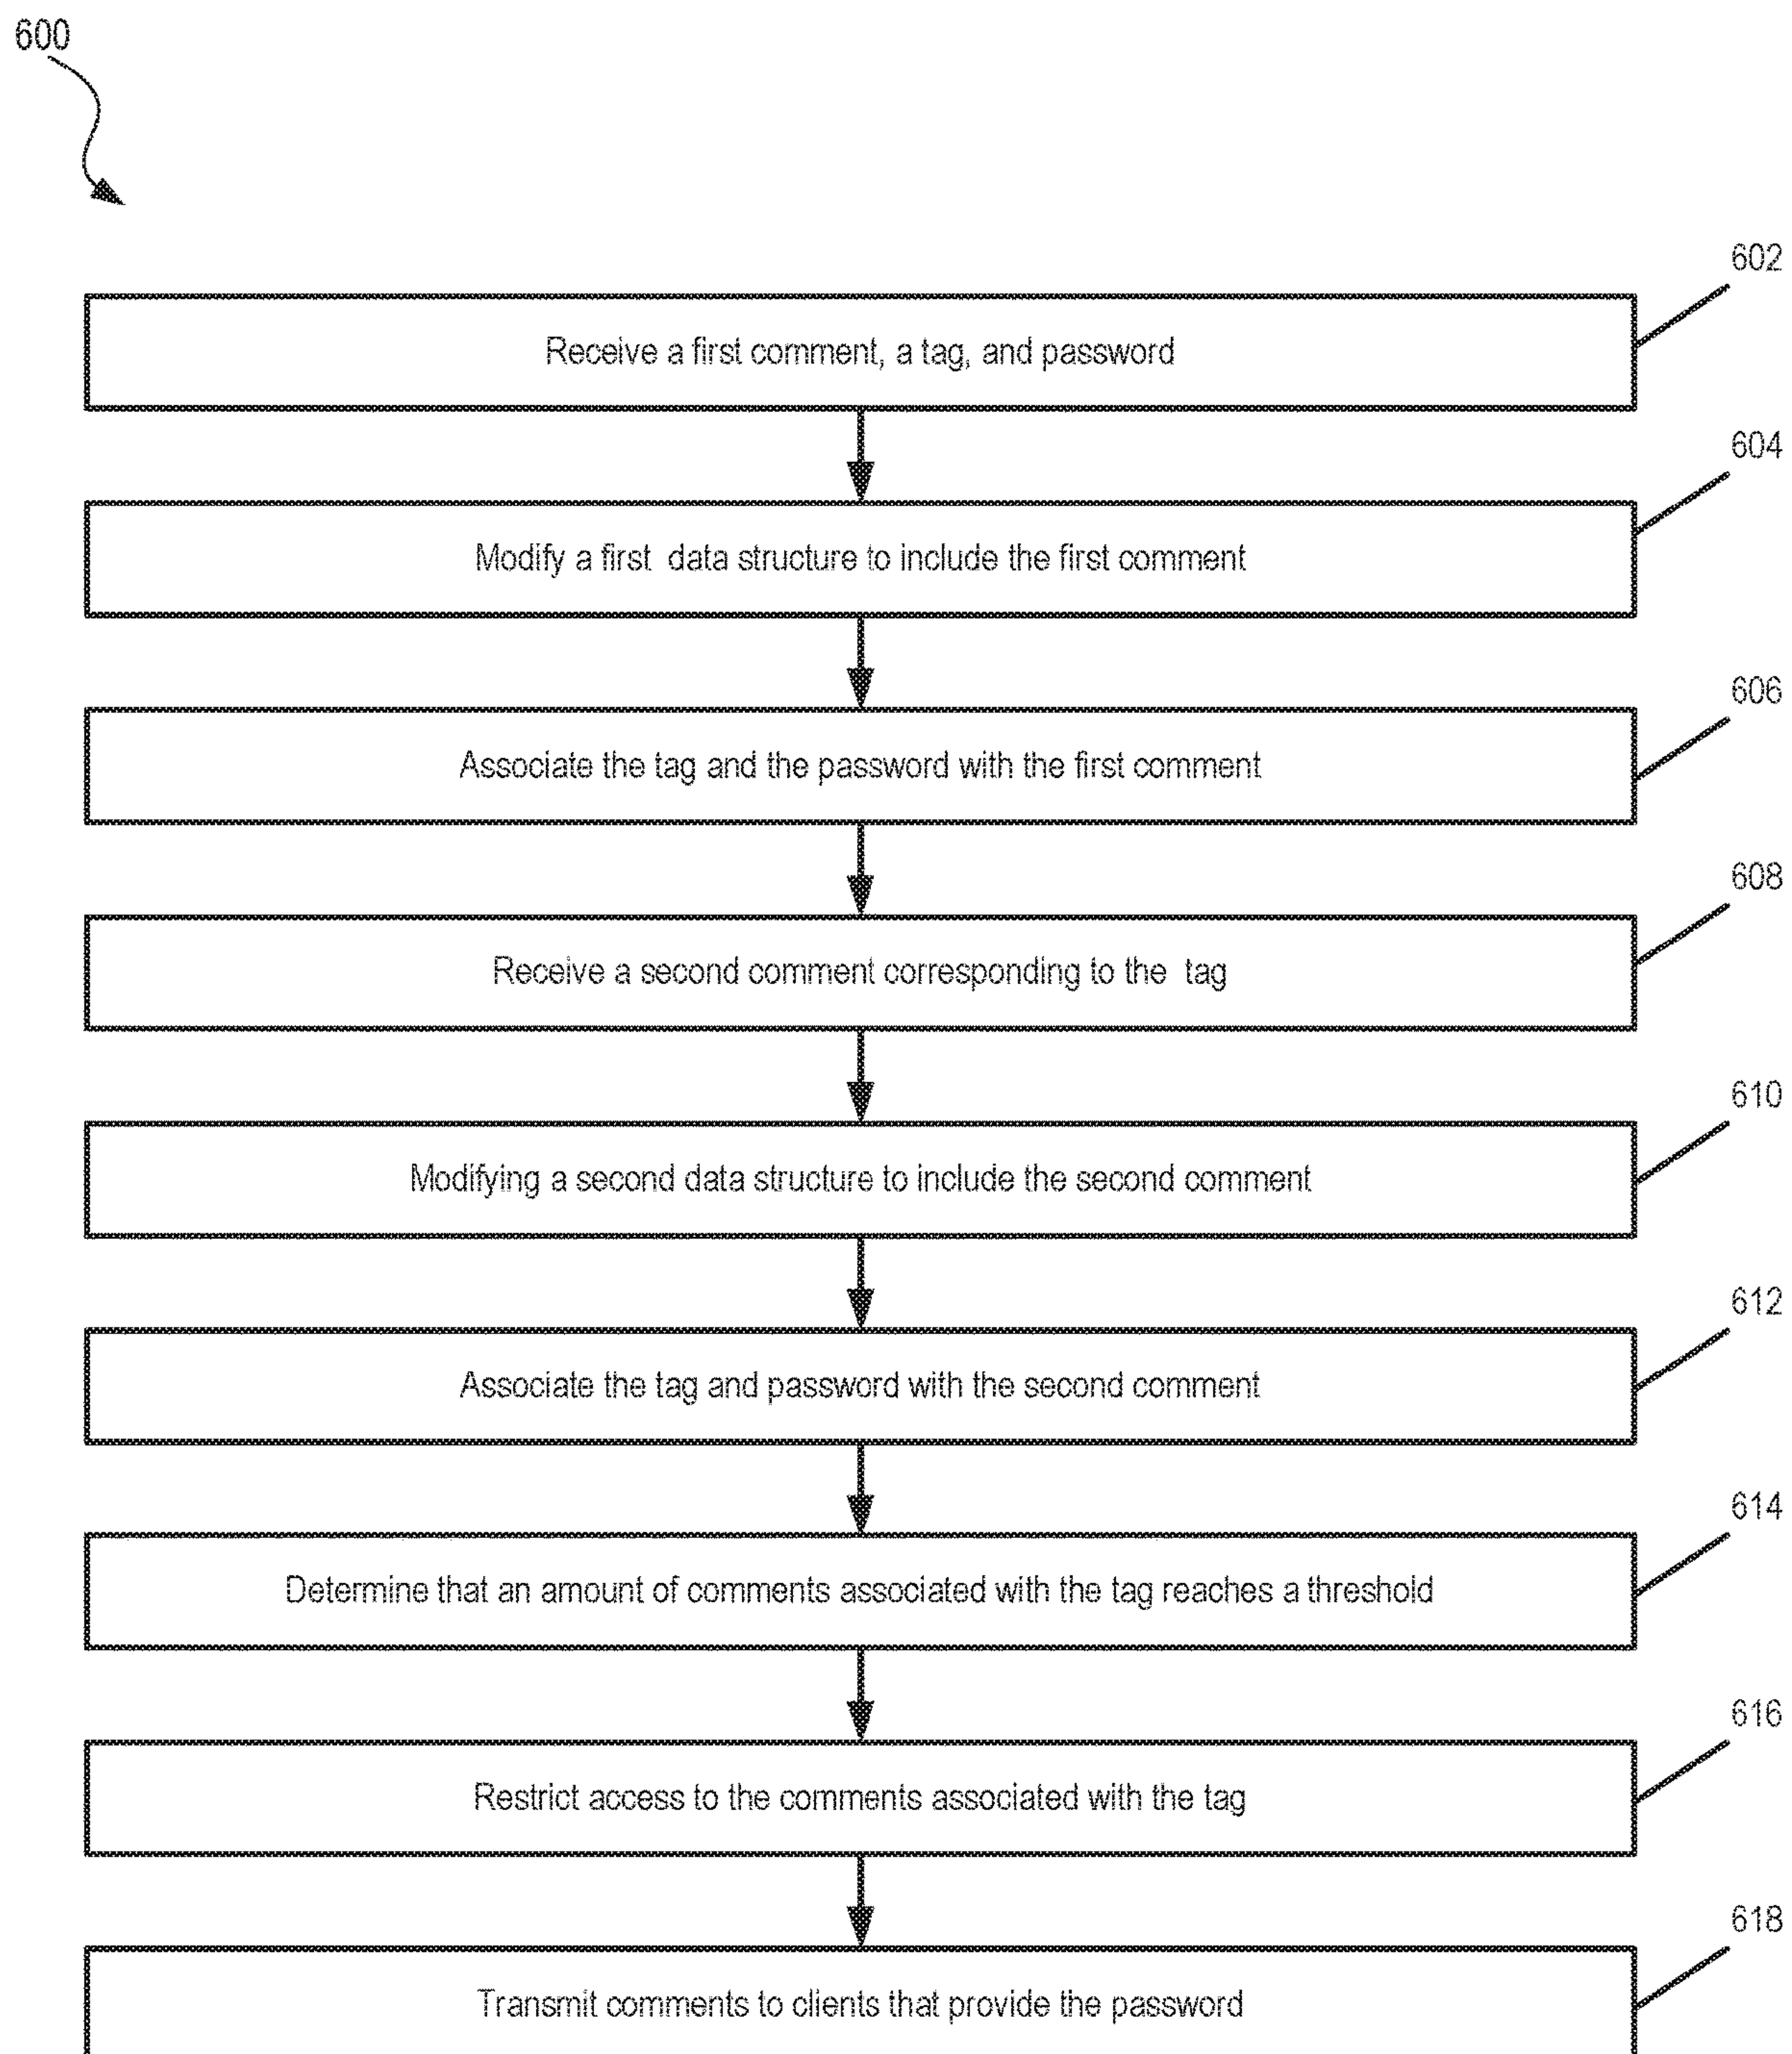 600
602
Receive a first comment, a tag, and password
604
Modify a first data structure to include the first comment
606
Associate the tag and the password with the first comment
608
Receive a second comment corresponding to the tag
610
Modifying a second data structure to include the second comment
612
Associate the tag and password with the second comment
614
Determine that an amount of comments associated with the tag reaches a threshold
616
Restrict access to the comments associated with the tag
618
Transmit comments to clients that provide the password